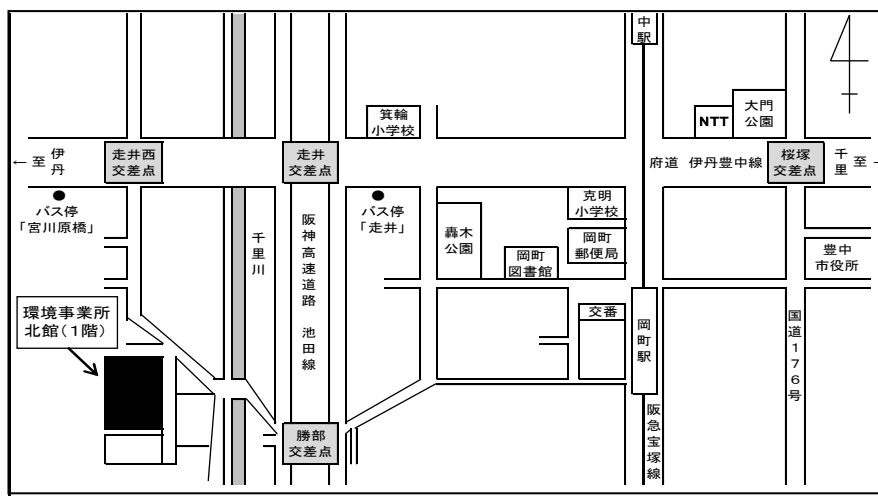 中駅
箕輪
小学校
NTT
大門
公園
←至伊丹
走井西
交差点
走井
交差点
府道 伊丹豊中線
桜塚
交差点
千里至→
バス停
「宮川原橋」
千里川
阪神高速道路 池田線
バス停
「走井」
轟木
公園
克明
小学校
岡町
図書館
岡町
郵便局
豊中
市役所
環境事業所
北館(1階)
交番
岡町駅
国道176号
勝部
交差点
阪急宝塚線